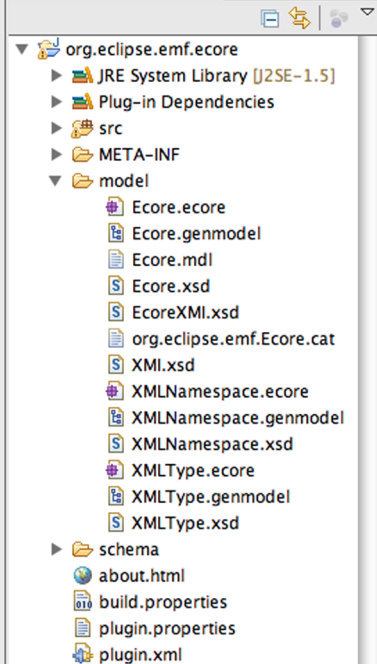 org.eclipse.emf.ecore
JRE System Library [J2SE-1.5]
Plug-in Dependencies
src
META-INF
model
Ecore.ecore
Ecore.genmodel
Ecore.mdl
Ecore.xsd
EcoreXMI.xsd
org.eclipse.emf.Ecore.cat
XMI.xsd
XMLNamespace.ecore
XMLNamespace.genmodel
XMLNamespace.xsd
XMLType.ecore
XMLType.genmodel
XMLType.xsd
schema
about.html
build.properties
plugin.properties
plugin.xml